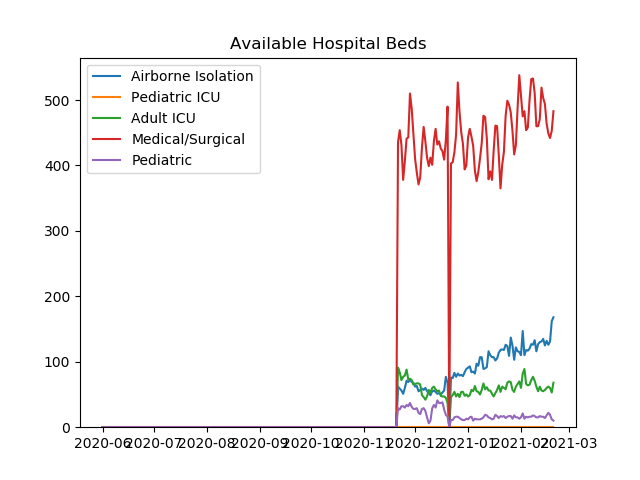 Available Hospital Beds
Airborne Isolation
Pediatric ICU
Adult ICU
Medical/Surgical
Pediatric
500
400
300
200
100
0
2020-06 2020-07 2020-08 2020-09 2020-10 2020-11 2020-12 2021-01 2021-02 2021-03